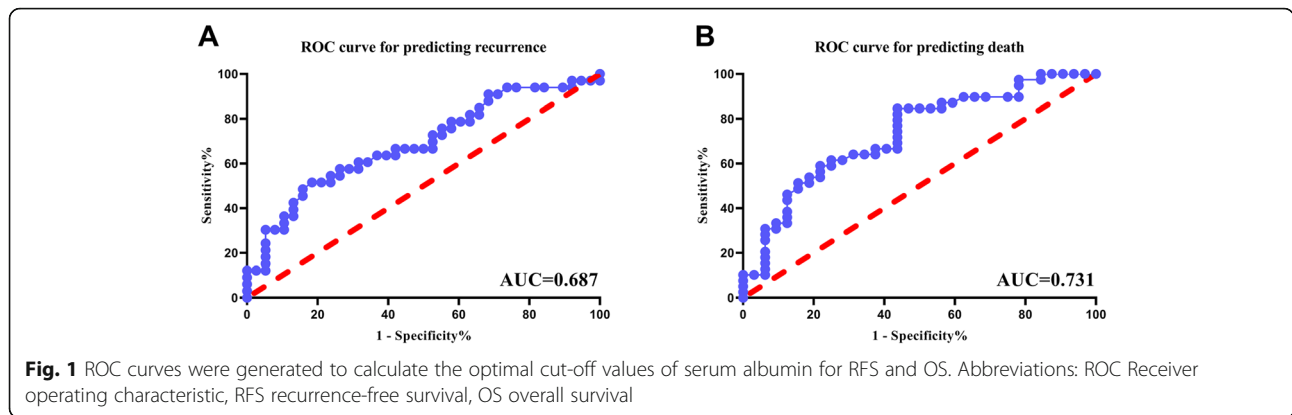 A
ROC curve for predicting recurrence
Sensitivity%
100
80
60
40
20
0
0 20 40 60 80 100
1 - Specificity%
AUC=0.687
B
ROC curve for predicting death
Sensitivity%
100
80
60
40
20
0
0 20 40 60 80 100
1 - Specificity%
AUC=0.731
Fig. 1 ROC curves were generated to calculate the optimal cut-off values of serum albumin for RFS and OS. Abbreviations: ROC Receiver
operating characteristic, RFS recurrence-free survival, OS overall survival